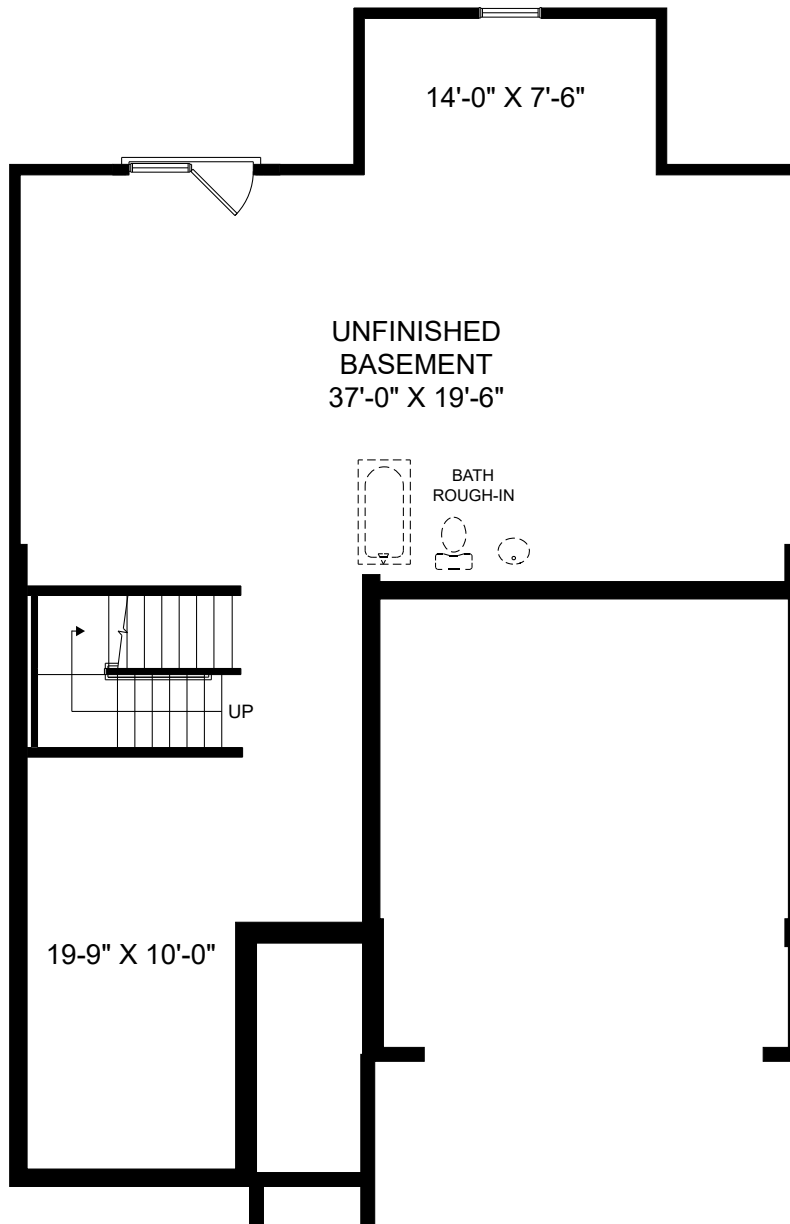 14'-0" X 7'-6"
UNFINISHED
BASEMENT
37'-0" X 19'-6"
BATH
ROUGH-IN
UP
19-9" X 10'-0"